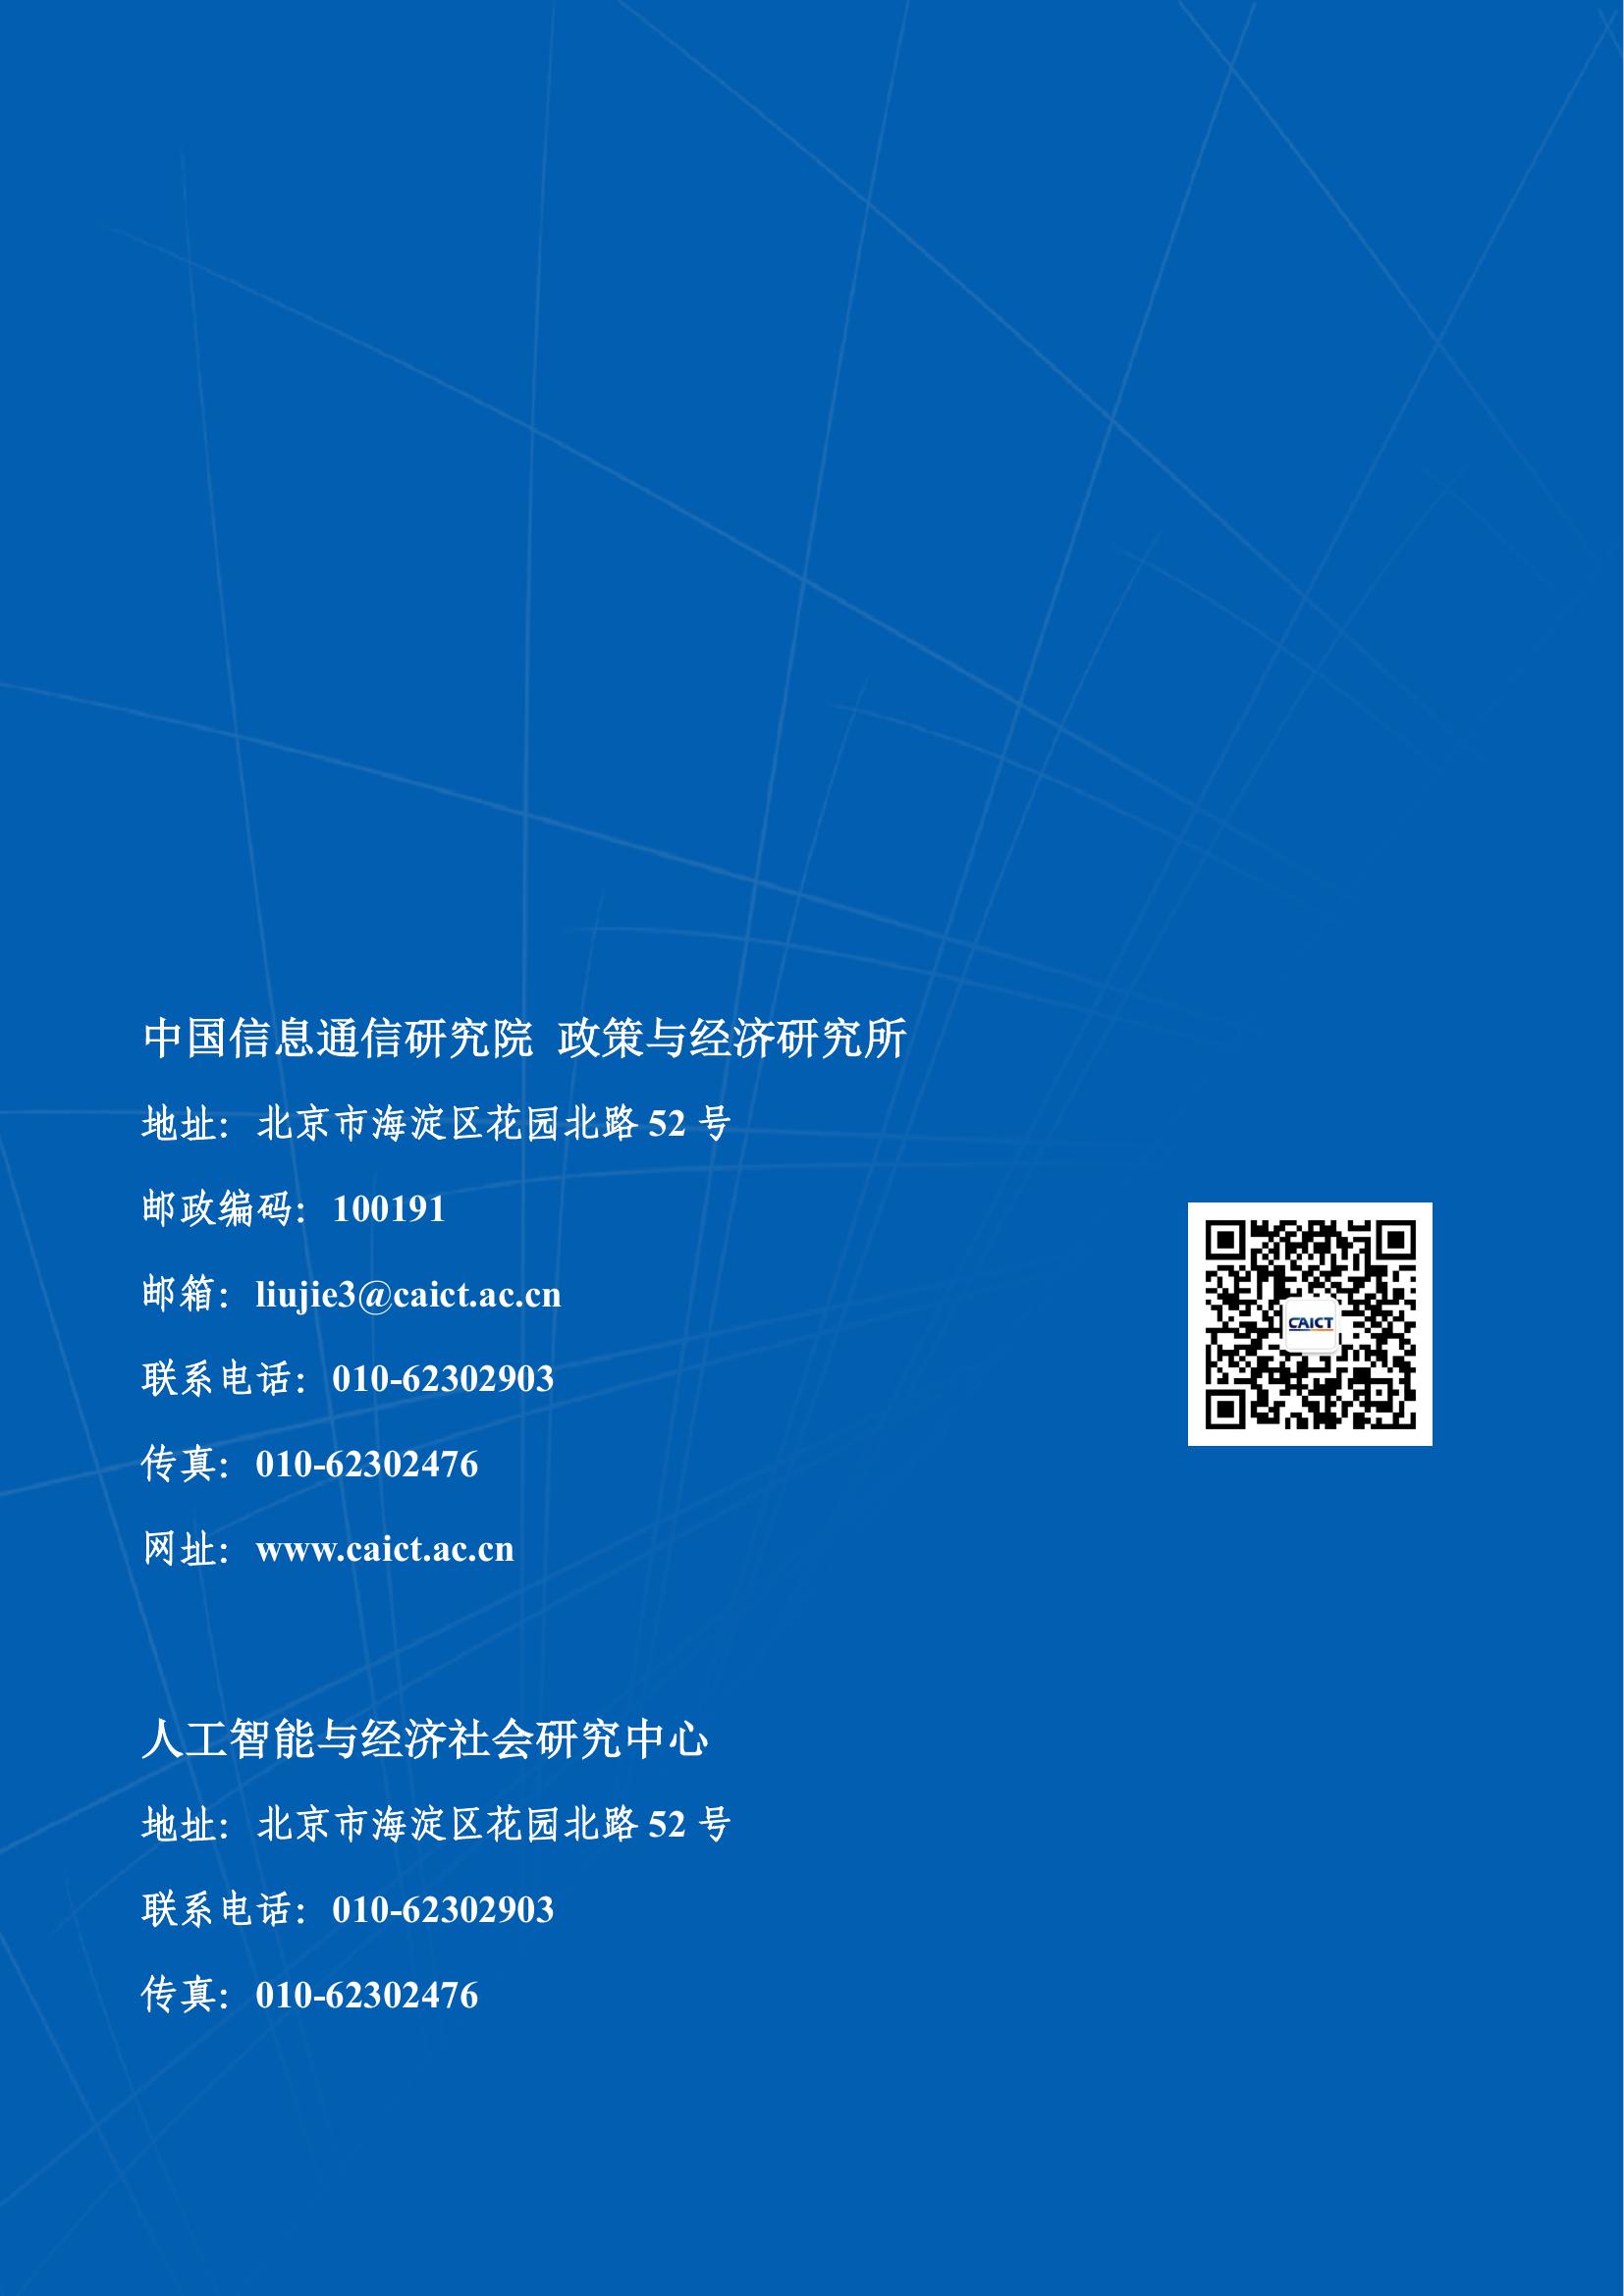 中国信息通信研究院 政策与经济研究所
地址：北京市海淀区花园北路 52 号
邮政编码：100191
邮箱：liujie3@caict.ac.cn
联系电话：010-62302903
传真：010-62302476
网址：www.caict.ac.cn
CAICT
人工智能与经济社会研究中心
地址：北京市海淀区花园北路 52 号
联系电话：010-62302903
传真：010-62302476